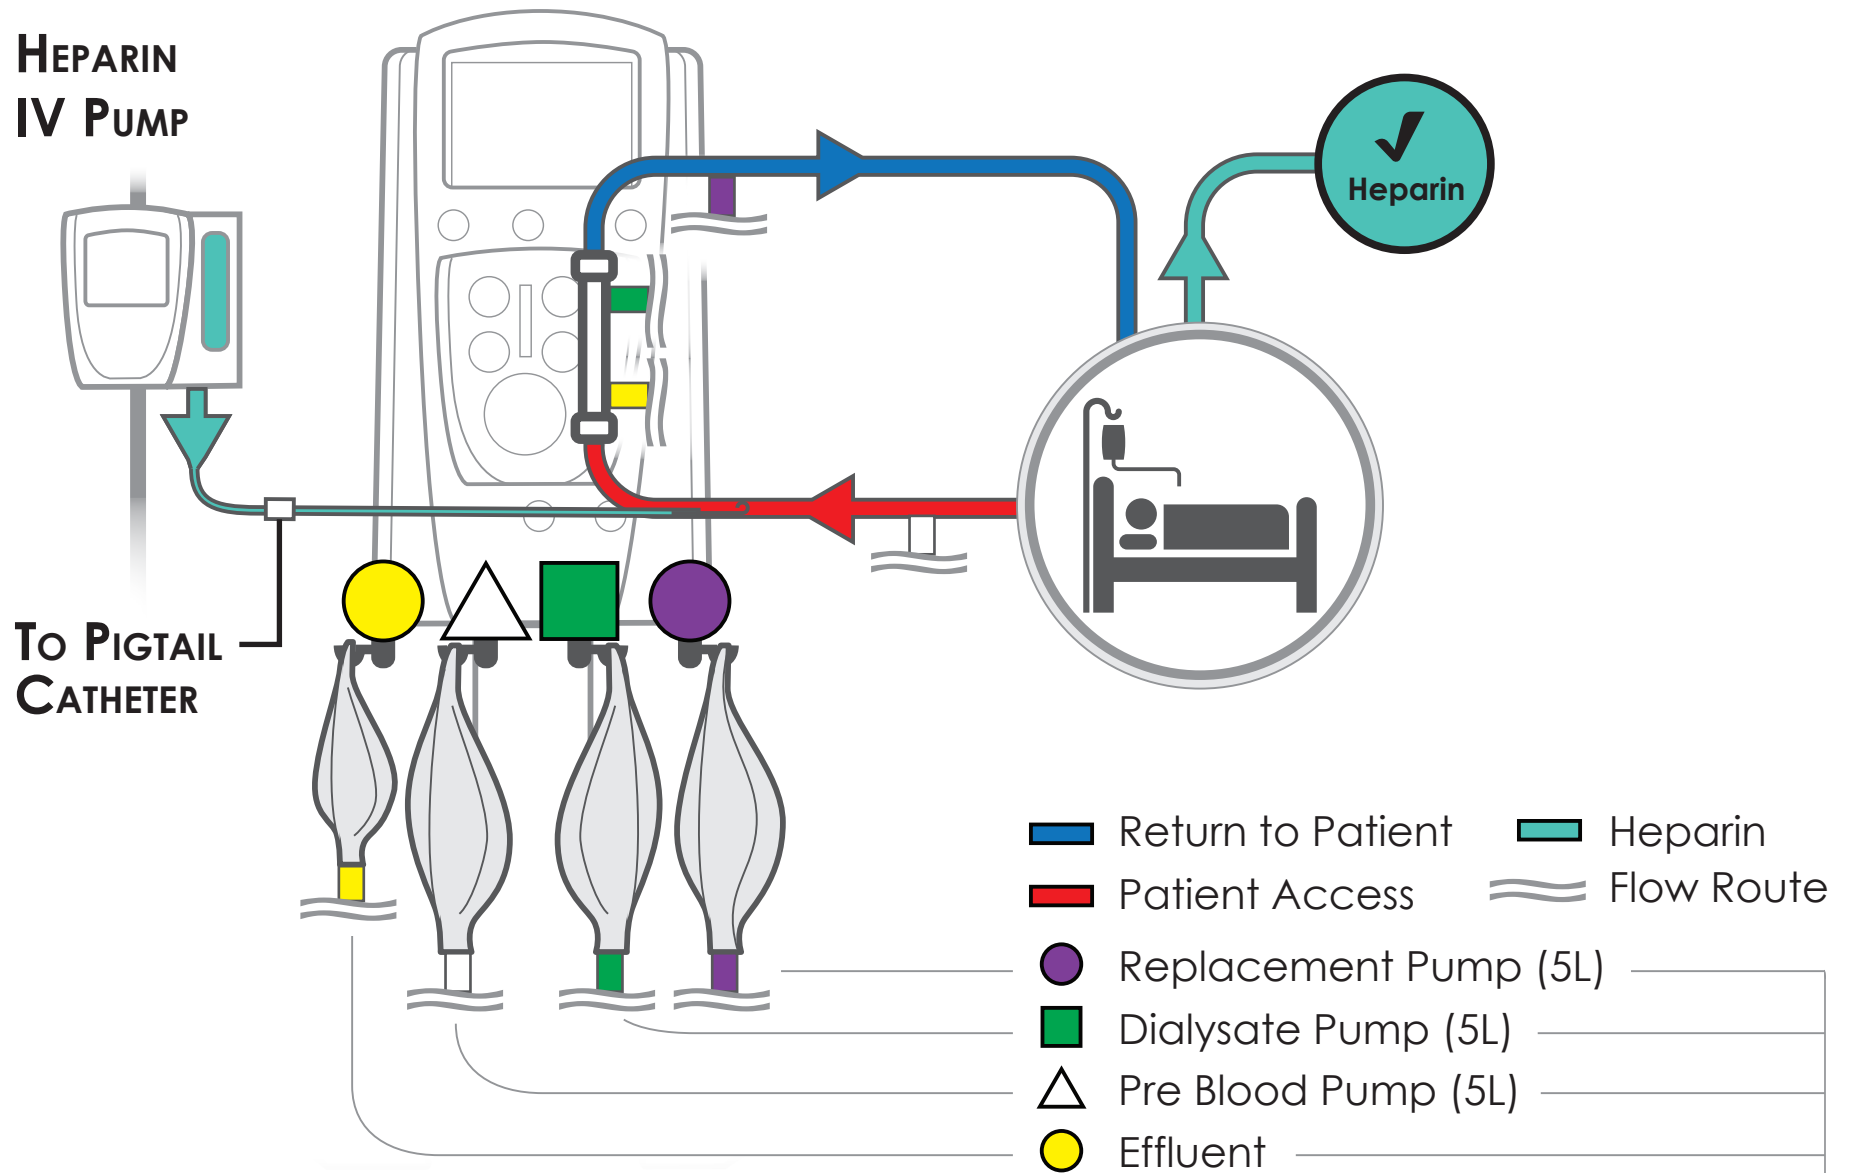 HEPARIN
IV PUMP
Heparin
TO PIGTAIL
CATHETER
Return to Patient
Heparin
Patient Access
Flow Route
Replacement Pump (5L)
Dialysate Pump (5L)
Pre Blood Pump (5L)
Effluent